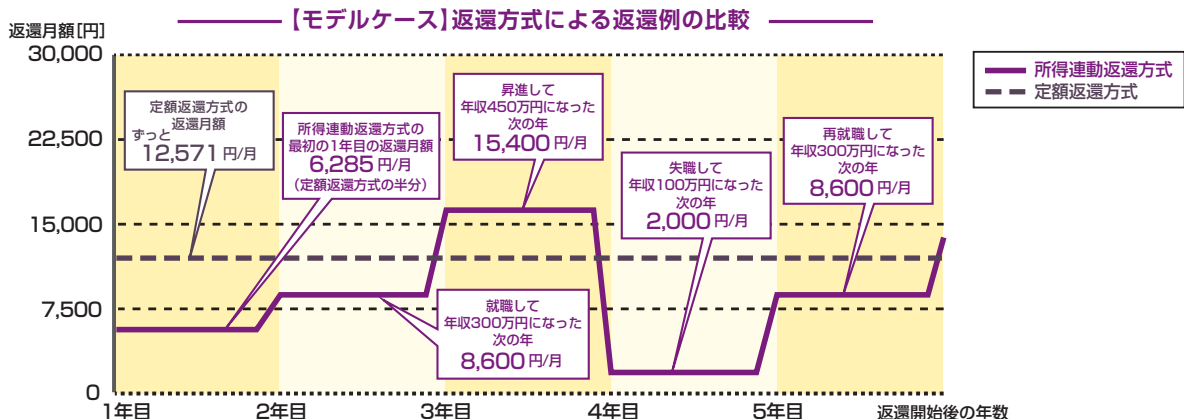 【モデルケース】返還方式による返還例の比較
返還月額[円]
30,000
22,500
15,000
7,500
0
定額返還方式の
返還月額
ずっと
12,571円/月
所得連動返還方式の
最初の1年目の返還月額
6,285円/月
(定額返還方式の半分)
就職して
年収300万円になった
次の年
8,600円/月
昇進して
年収450万円になった
次の年
15,400円/月
失職して
年収100万円になった
次の年
2,000円/月
再就職して
年収300万円になった
次の年
8,600円/月
所得連動返還方式
定額返還方式
1年目
2年目
3年目
4年目
5年目
返還開始後の年数